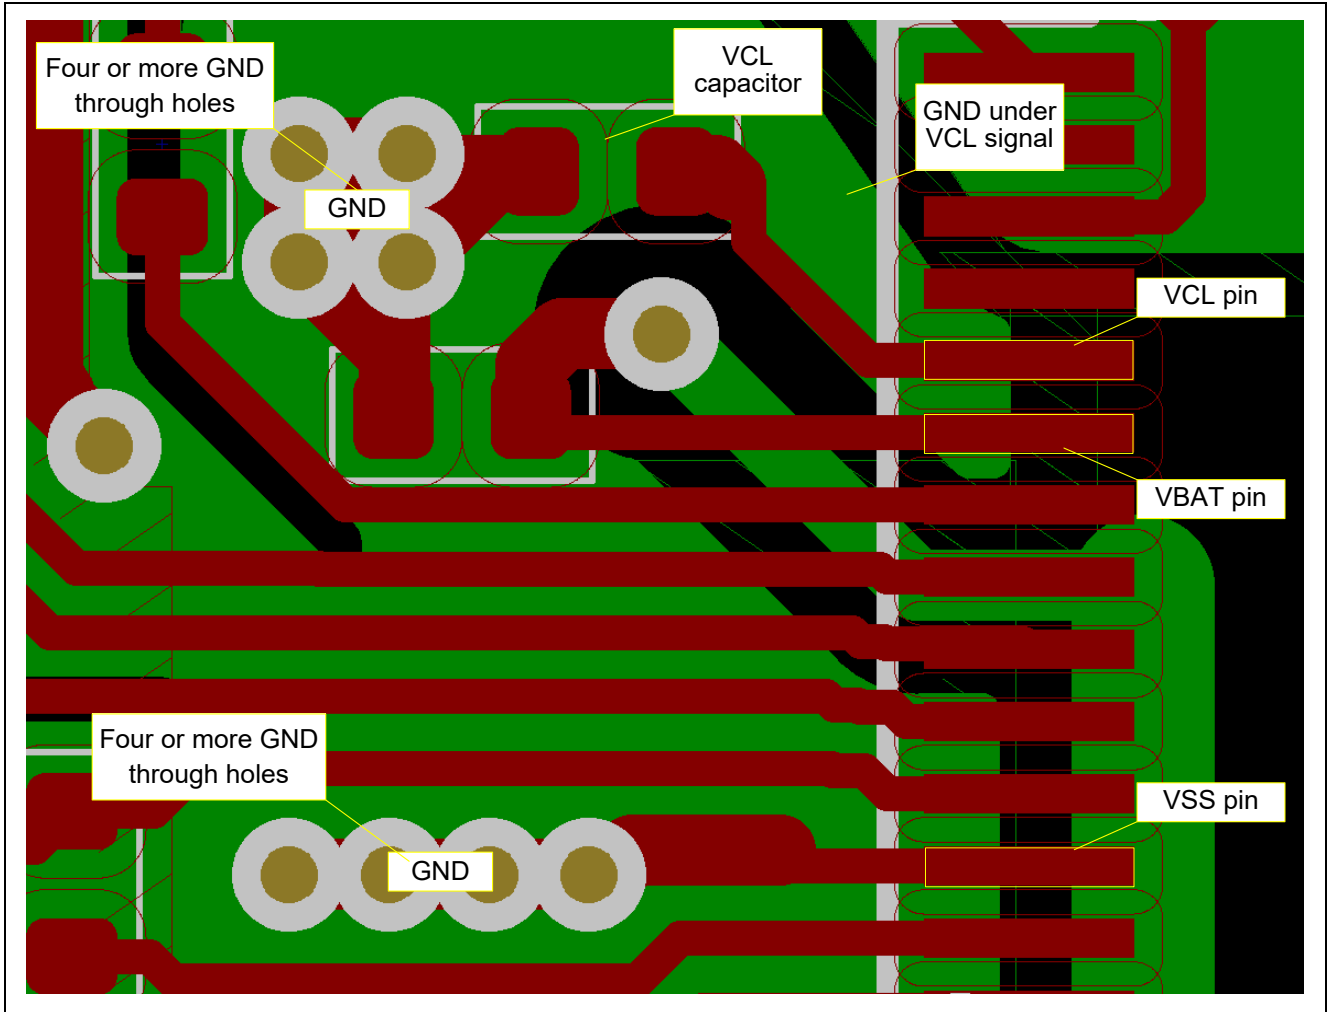 Four or more GND
through holes
VCL
capacitor
GND under
VCL signal
GND
VCL pin
VBAT pin
Four or more GND
through holes
VSS pin
GND